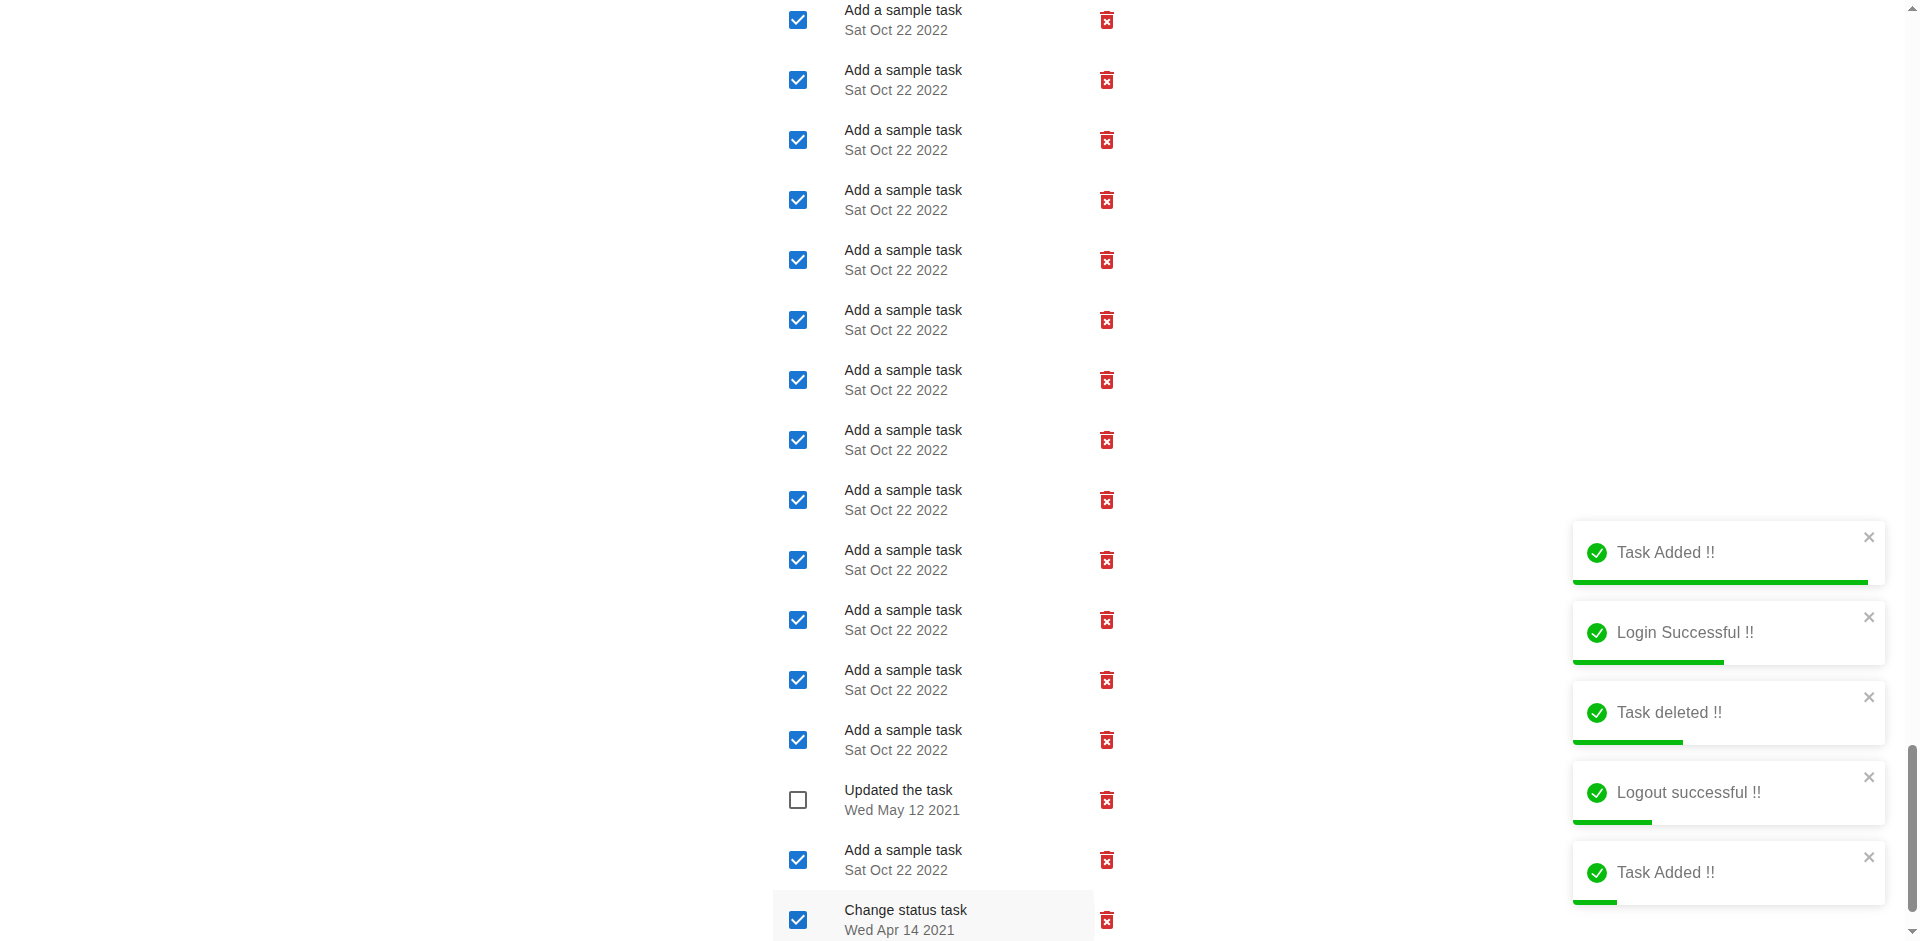 Add a sample task
Sat Oct 22 2022
Add a sample task
Sat Oct 22 2022
Add a sample task
Sat Oct 22 2022
Add a sample task
Sat Oct 22 2022
Add a sample task
Sat Oct 22 2022
Add a sample task
Sat Oct 22 2022
Add a sample task
Sat Oct 22 2022
Add a sample task
Sat Oct 22 2022
Add a sample task
Sat Oct 22 2022
Add a sample task
Sat Oct 22 2022
Add a sample task
Sat Oct 22 2022
Add a sample task
Sat Oct 22 2022
Add a sample task
Sat Oct 22 2022
Updated the task
Wed May 12 2021
Add a sample task
Sat Oct 22 2022
Change status task
Wed Apr 14 2021
Task Added !!
Login Successful !!
Task deleted !!
Logout successful !!
Task Added !!